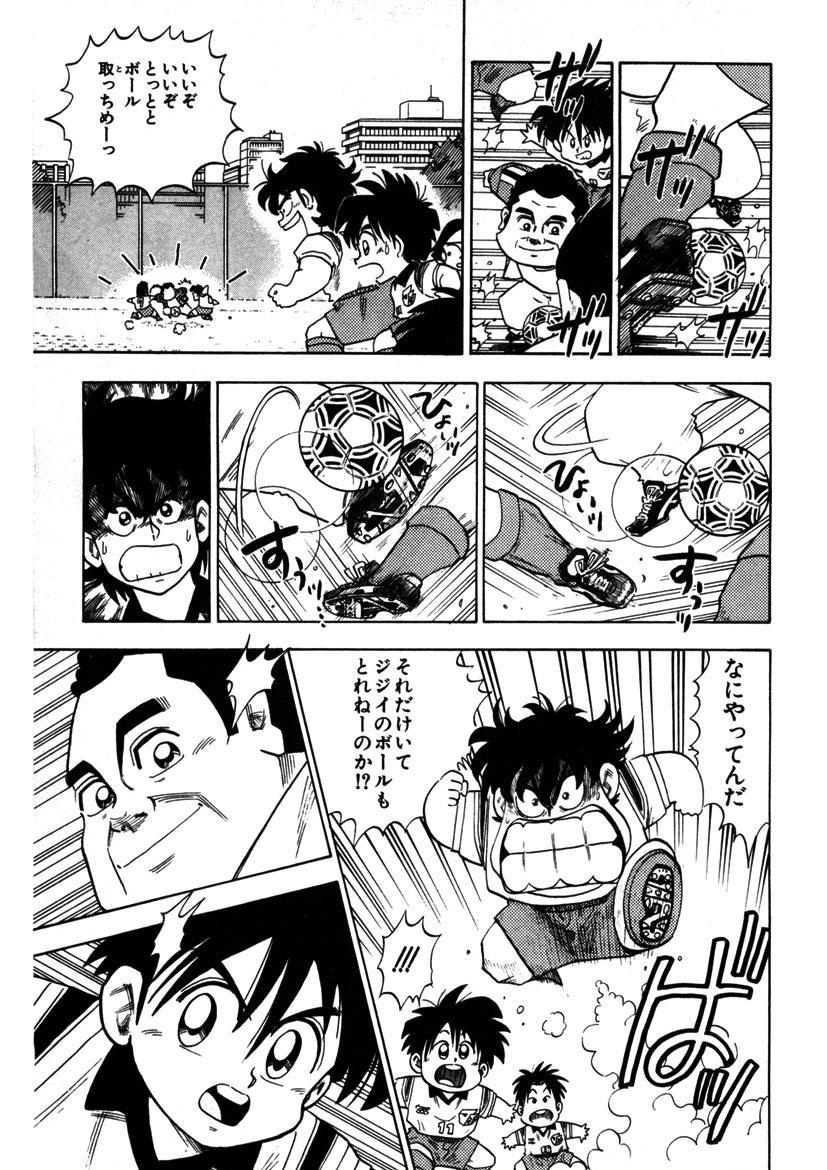 ザッ
ザッ
ザッ
ザッ
いいぞ
いいぞ
とっとと
ボール
取っちめーっ
ひょいッ
すうッ
ひょいッ
すうッ…
なにやってんだ
それだけいて
ジジイのボールも
とれねーのか!?
!!!
ばッ
11